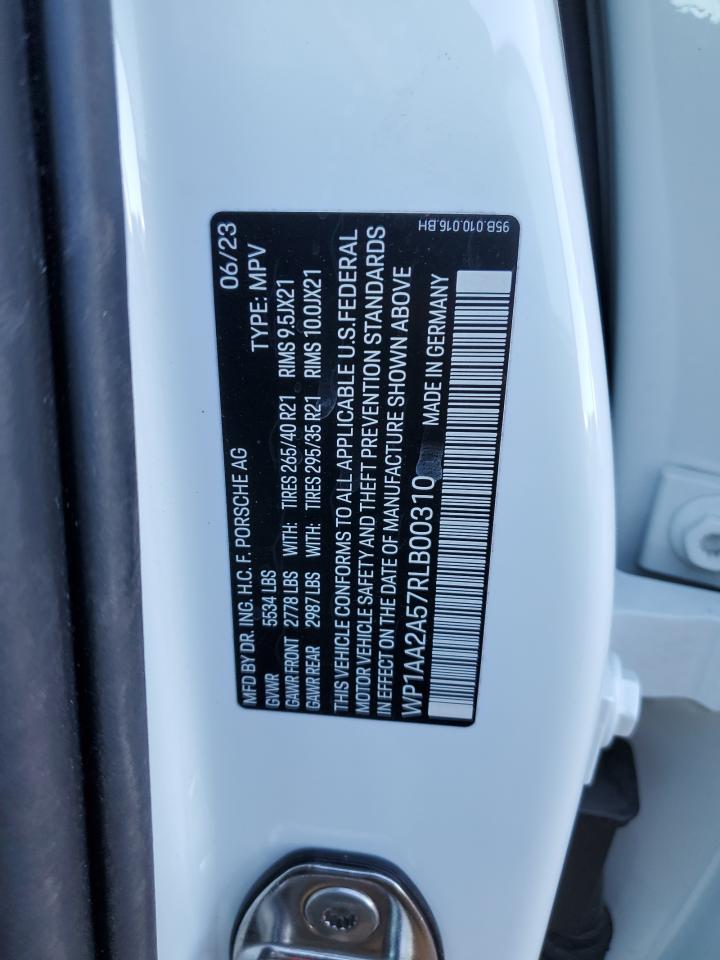 MFD BY DR. ING. H.C. F. PORSCHE AG 06/23
GVWR 5534 LBS TYPE: MPV
GAWR FRONT 2778 LBS WITH: TIRES 265/40 R21 RIMS 9.5JX21
GAWR REAR 2987 LBS WITH: TIRES 295/35 R21 RIMS 10.0JX21
THIS VEHICLE CONFORMS TO ALL APPLICABLE U.S. FEDERAL
MOTOR VEHICLE SAFETY AND THEFT PREVENTION STANDARDS
IN EFFECT ON THE DATE OF MANUFACTURE SHOWN ABOVE
WP1AA2A57RLB00310 MADE IN GERMANY
95B.010.016.BH